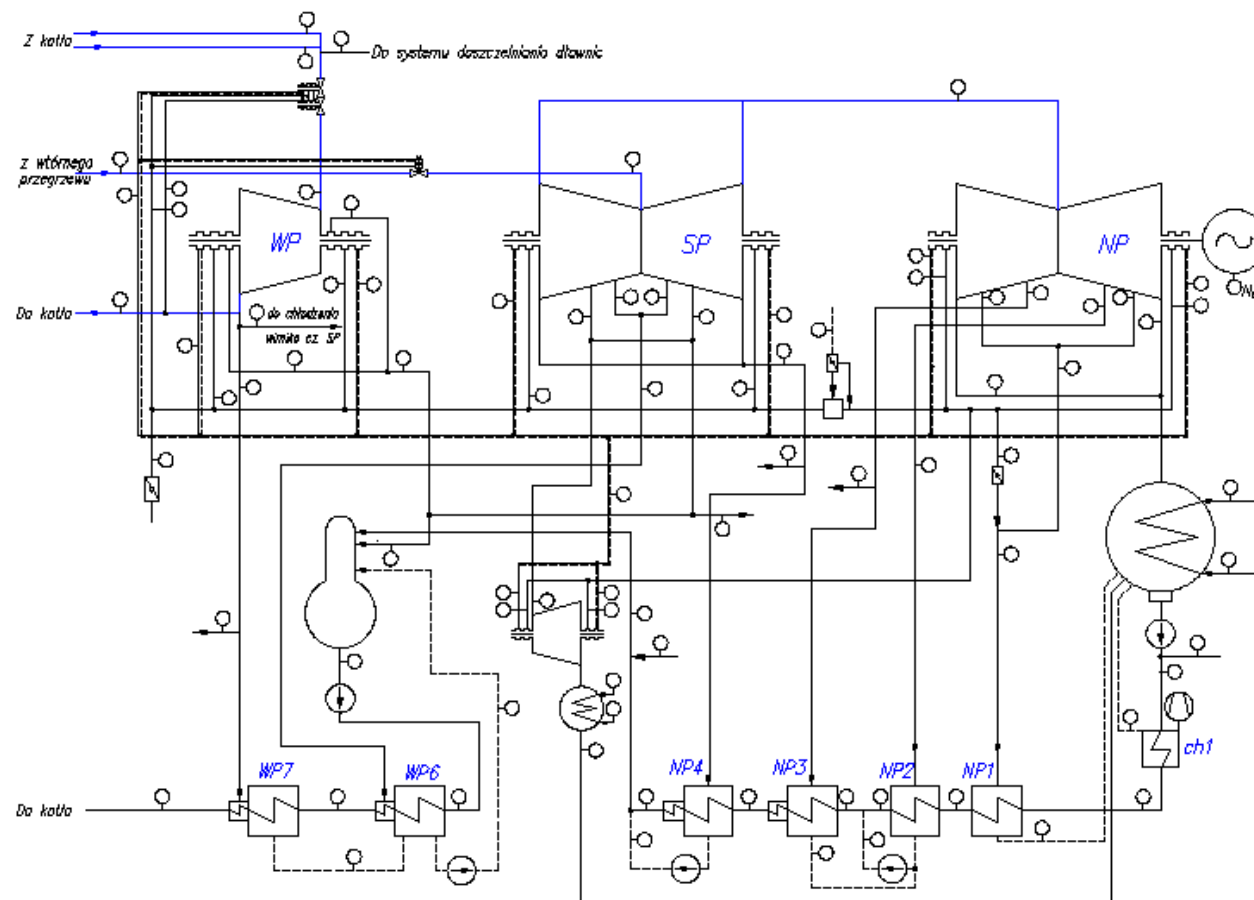 Z kotła
Do systemu doszczelniania dławnic
z wtórnego
przegrzewu
WP
SP
NP
Do kotła
do chłodzenia
wirnika cz. SP
WP7
WP6
NP4
NP3
NP2
NP1
ch1
Do kotła